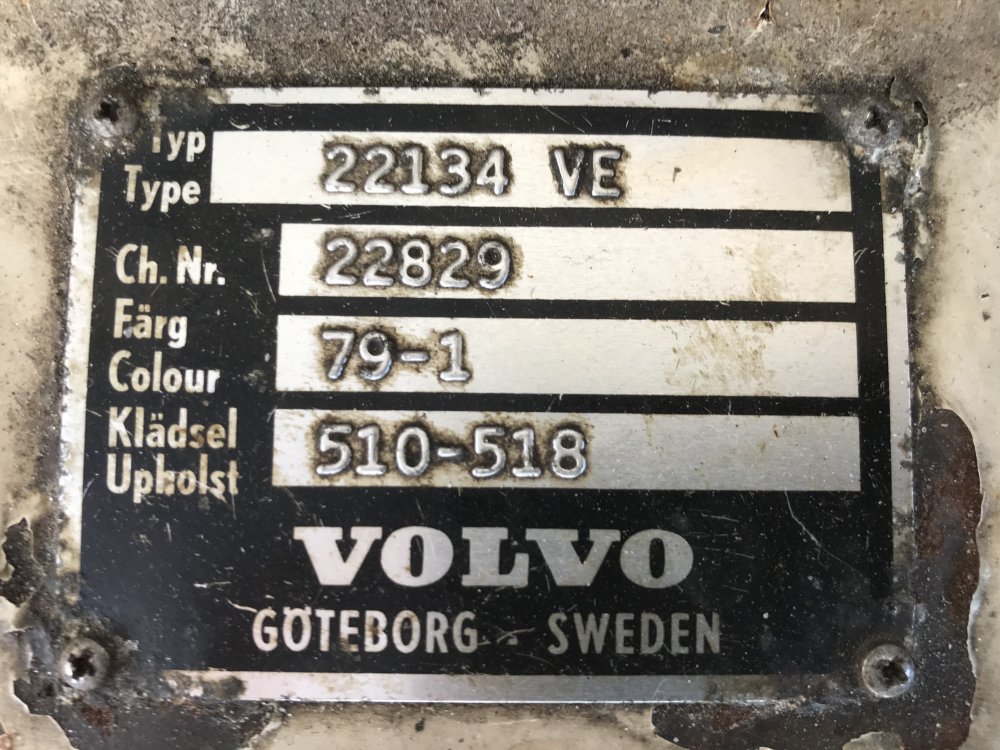 Typ
Type 22134 VE
Ch. Nr. 22829
Färg
Colour 79-1
Klädsel
Upholst 510-518
VOLVO
GÖTEBORG - SWEDEN